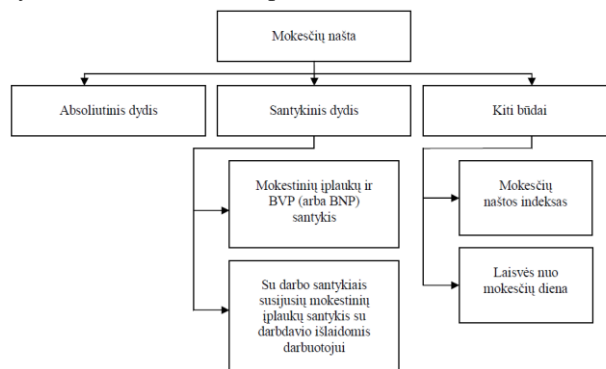 Mokesčių našta
Absoliutinis dydis
Santykinis dydis
Kiti būdai
Mokestinių įplaukų ir
BVP (arba BNP)
santykis
Su darbo santykiais
susijusių mokestinių
įplaukų santykis su
darbdavio išlaidomis
darbuotojui
Mokesčių
naštos indeksas
Laisvės nuo
mokesčių diena